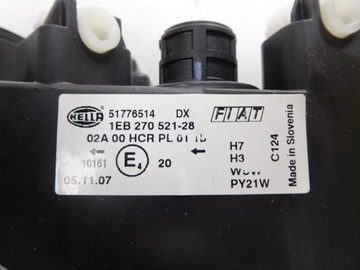 HELLA 51776514 DX FIAT
1EB 270 521-28
02A 00 HCR PL 01 1b
10181 E4 20
05.11.07
H7
H3
W5W
PY21W
C124
Made in Slovenia